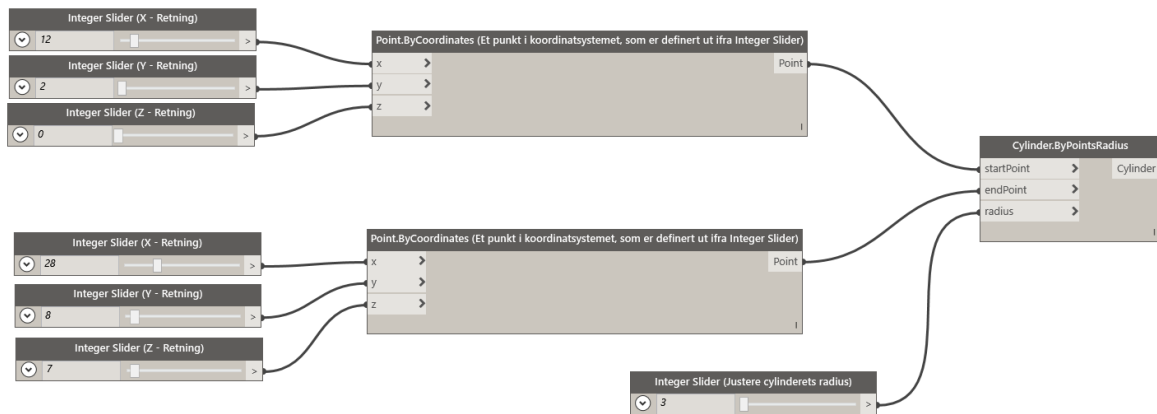 Integer Slider (X - Retning)
12 >
Integer Slider (Y - Retning)
2 >
Integer Slider (Z - Retning)
0 >
Point.ByCoordinates (Et punkt i koordinatsystemet, som er definert ut ifra Integer Slider)
x > Point
y >
z >
Integer Slider (X - Retning)
28 >
Integer Slider (Y - Retning)
8 >
Integer Slider (Z - Retning)
7 >
Point.ByCoordinates (Et punkt i koordinatsystemet, som er definert ut ifra Integer Slider)
x > Point
y >
z >
Integer Slider (Justere cylinderets radius)
3 >
Cylinder.ByPointsRadius
startPoint > Cylinder
endPoint >
radius >